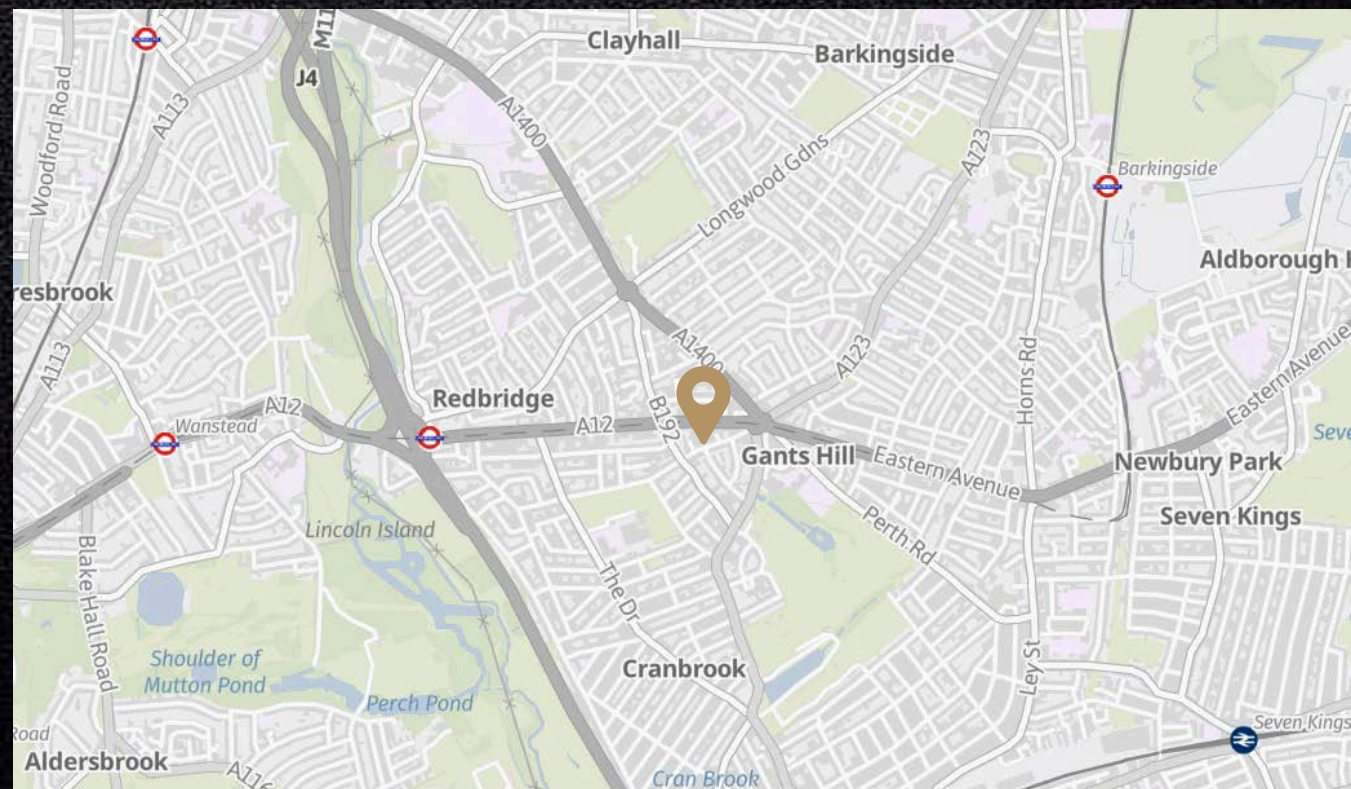 M11
Clayhall
Barkingside
J4
Woodford Road
A113
A1400
Longwood Gdns
A123
Barkingside
Aldborough H
resbrook
A113
A1400
A123
Horns Rd
Eastern Avenue
Redbridge
A12
Wanstead
A12
B192
Gants Hill
Eastern Avenue
Newbury Park
Seve
Seven Kings
Lincoln Island
Perth Rd
Blake Hall Road
The Dr
Shoulder of
Mutton Pond
Perch Pond
Cranbrook
Ley St
Seven Kings
Road
Aldersbrook
A116
Cran Brook